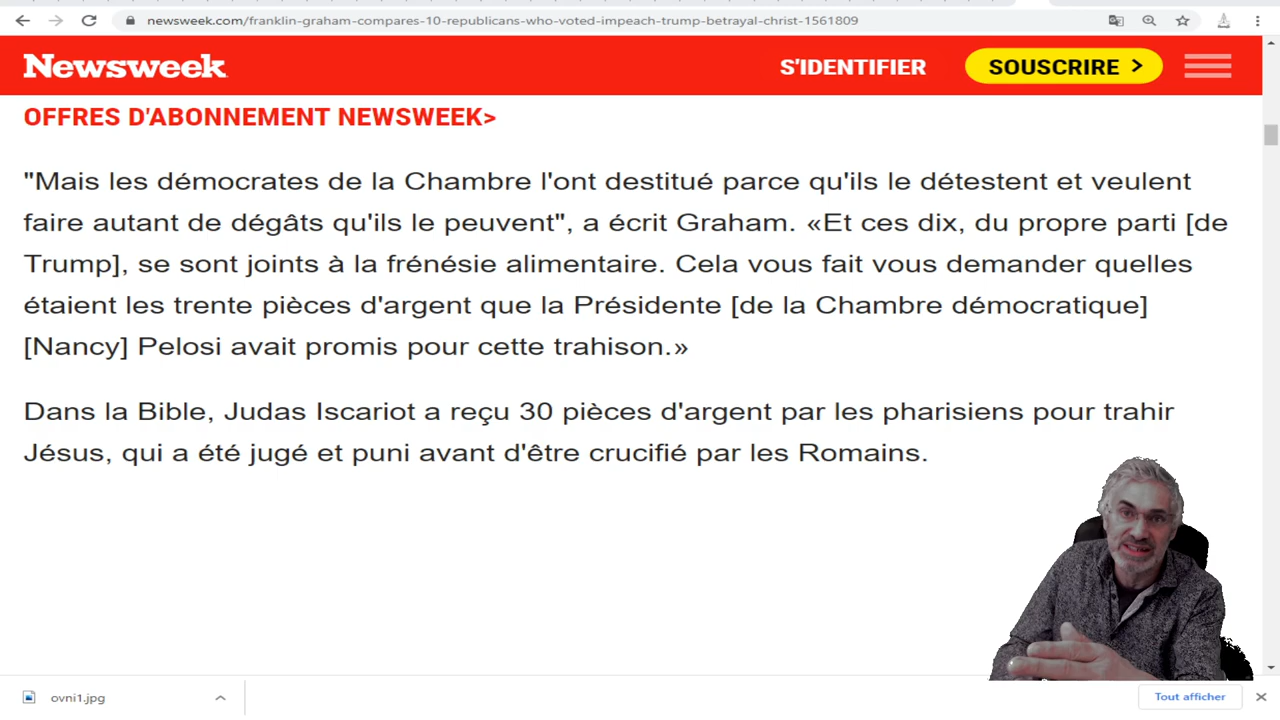 newsweek.com/franklin-graham-compares-10-republicans-who-voted-impeach-trump-betrayal-christ-1561809
Newsweek
S'IDENTIFIER
SOUSCRIRE >
OFFRES D'ABONNEMENT NEWSWEEK>
"Mais les démocrates de la Chambre l'ont destitué parce qu'ils le détestent et veulent
faire autant de dégâts qu'ils le peuvent", a écrit Graham. «Et ces dix, du propre parti [de
Trump], se sont joints à la frénésie alimentaire. Cela vous fait vous demander quelles
étaient les trente pièces d'argent que la Présidente [de la Chambre démocratique]
[Nancy] Pelosi avait promis pour cette trahison.»
Dans la Bible, Judas Iscariot a reçu 30 pièces d'argent par les pharisiens pour trahir
Jésus, qui a été jugé et puni avant d'être crucifié par les Romains.
ovni1.jpg
Tout afficher